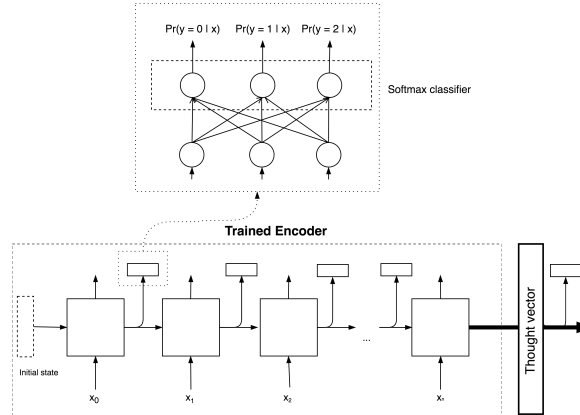 Pr(y = 0 | x) Pr(y = 1 | x) Pr(y = 2 | x)
Softmax classifier
Trained Encoder
Thought vector
...
Initial state
x₀ x₁ x₂ xₙ